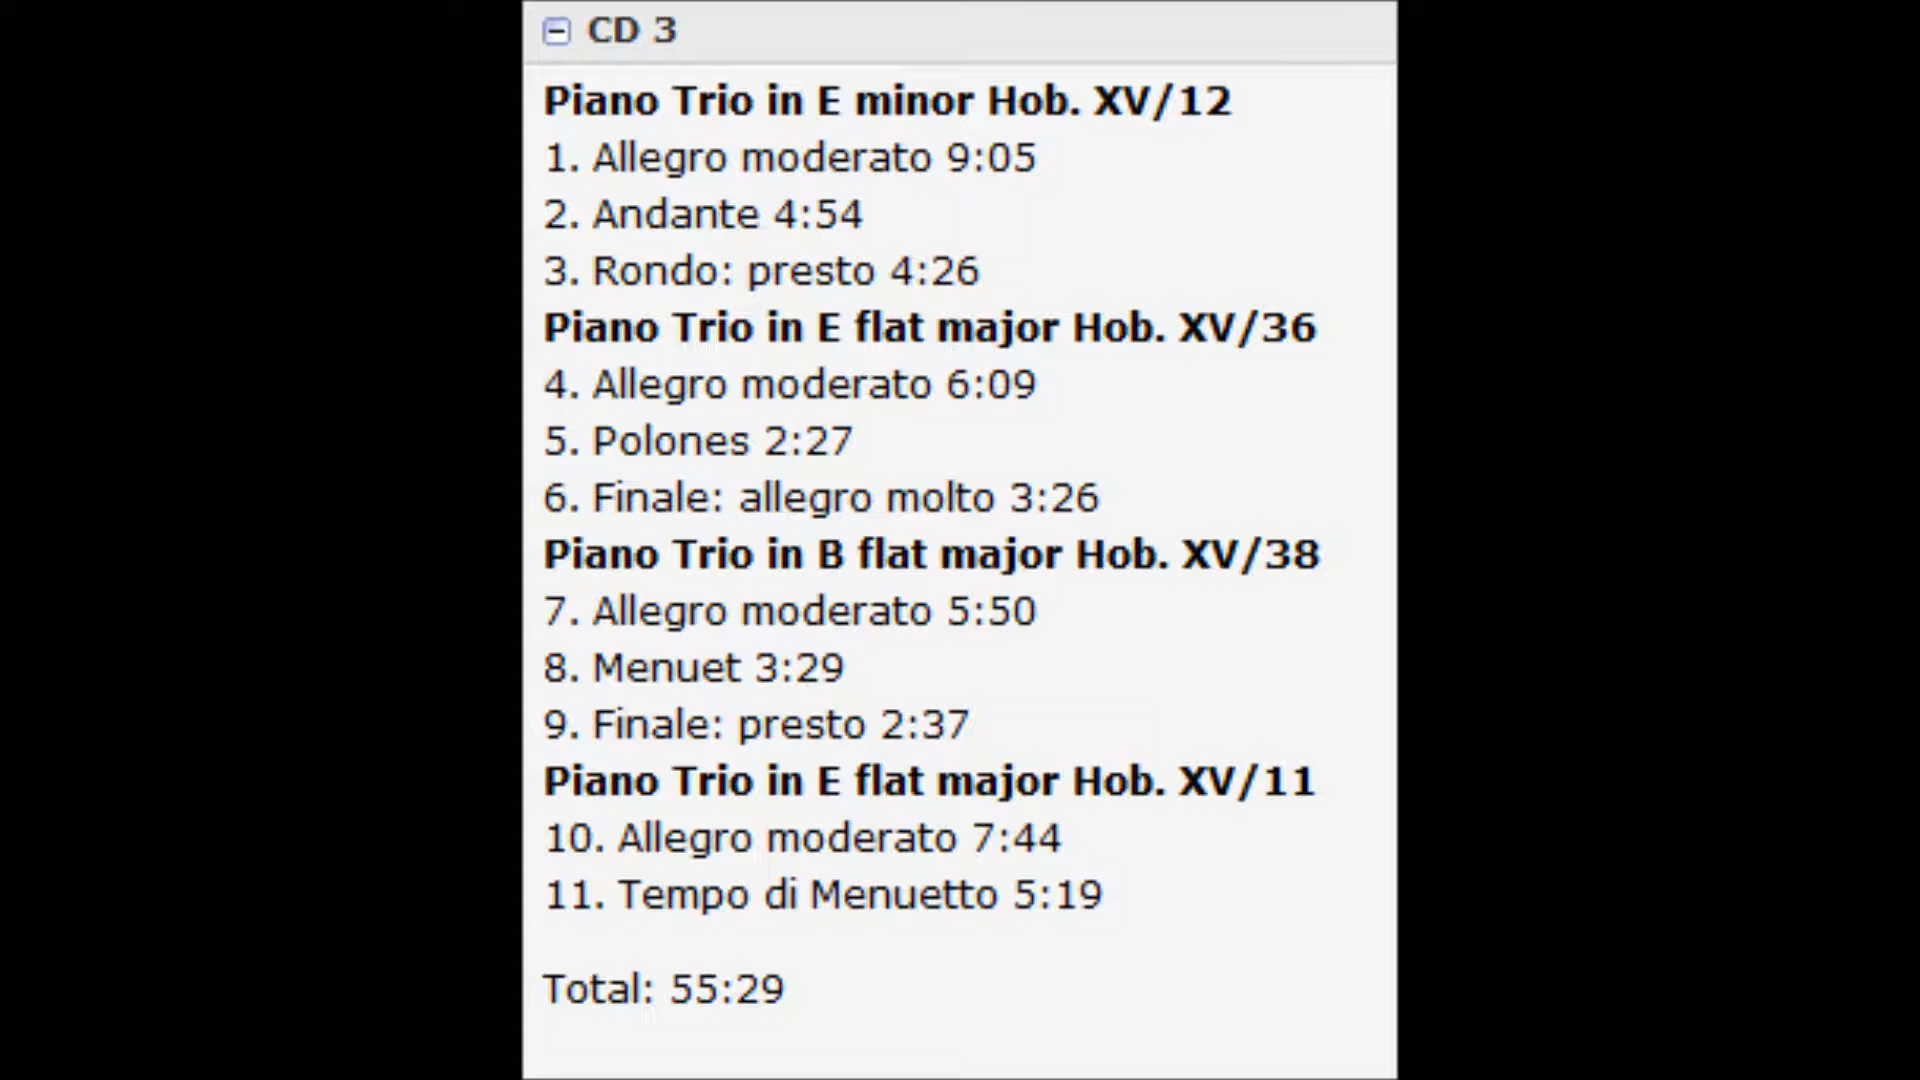 CD 3
Piano Trio in E minor Hob. XV/12
1. Allegro moderato 9:05
2. Andante 4:54
3. Rondo: presto 4:26
Piano Trio in E flat major Hob. XV/36
4. Allegro moderato 6:09
5. Polones 2:27
6. Finale: allegro molto 3:26
Piano Trio in B flat major Hob. XV/38
7. Allegro moderato 5:50
8. Menuet 3:29
9. Finale: presto 2:37
Piano Trio in E flat major Hob. XV/11
10. Allegro moderato 7:44
11. Tempo di Menuetto 5:19
Total: 55:29